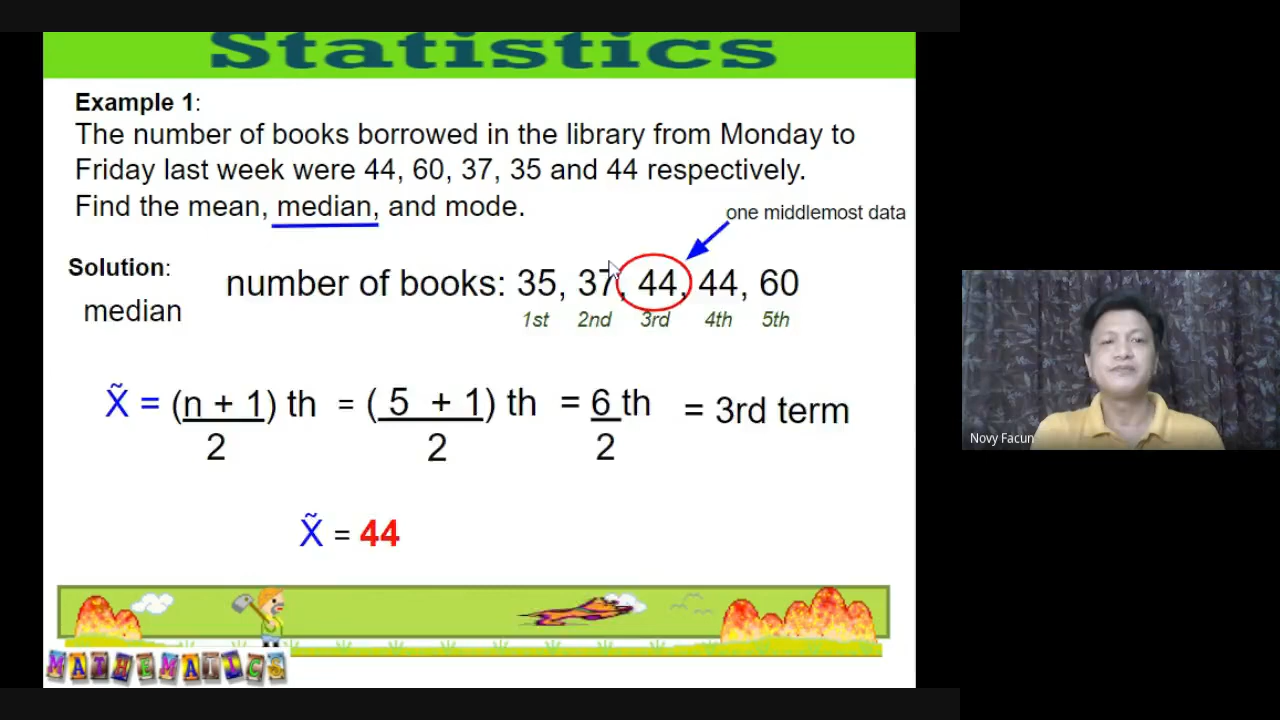 Statistics
Example 1:
The number of books borrowed in the library from Monday to
Friday last week were 44, 60, 37, 35 and 44 respectively.
Find the mean, median, and mode.
one middlemost data
Solution:
number of books: 35, 37, 44, 44, 60
median
1st 2nd 3rd 4th 5th
X̃ = (n + 1) th = ( 5 + 1) th = 6 th = 3rd term
2 2 2
X̃ = 44
MATHEMATICS
Novy Facun